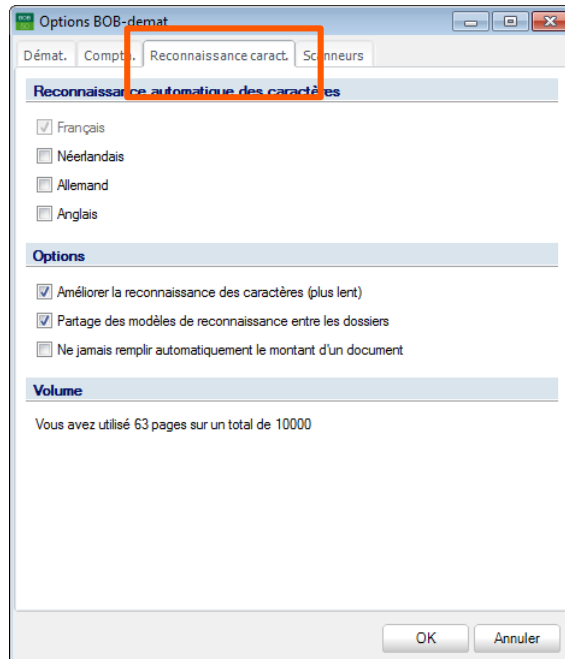 Options BOB-demat
Démat. Compta. Reconnaissance caract. Scanneurs
Reconnaissance automatique des caractères
Français
Néerlandais
Allemand
Anglais
Options
Améliorer la reconnaissance des caractères (plus lent)
Partage des modèles de reconnaissance entre les dossiers
Ne jamais remplir automatiquement le montant d'un document
Volume
Vous avez utilisé 63 pages sur un total de 10000
OK Annuler